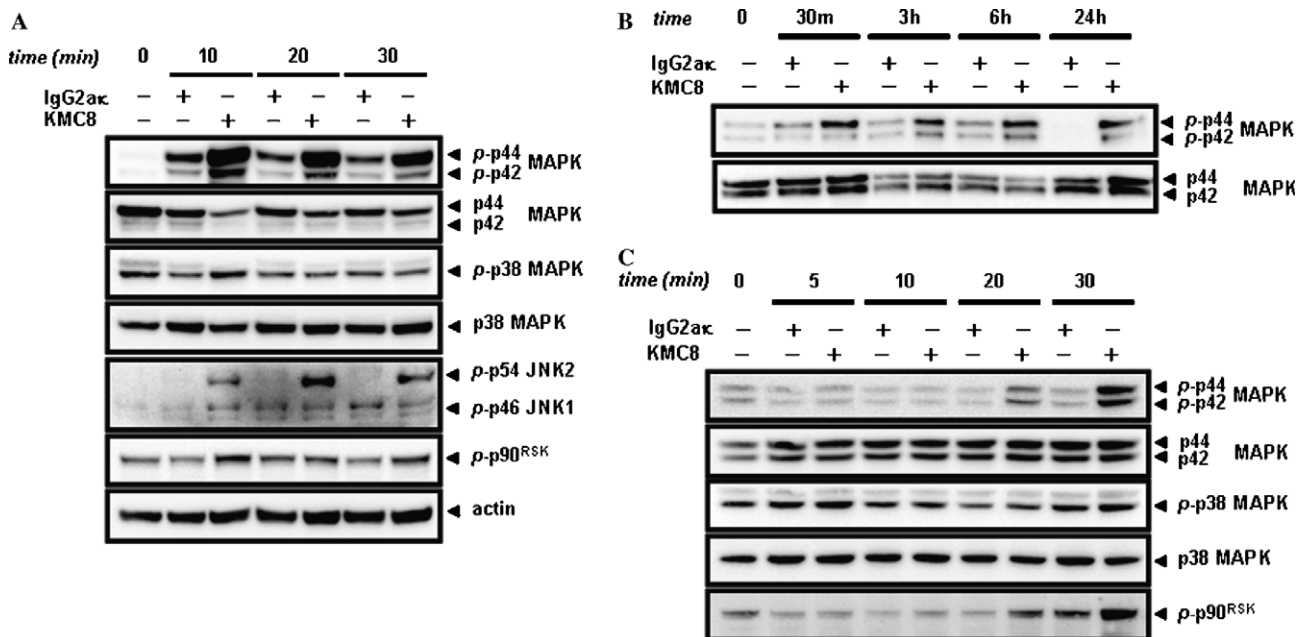 A
time (min) 0 10 20 30
IgG2aκ – + – + – + –
KMC8 – – + – + – +
ρ-p44
ρ-p42
MAPK
p44
p42
MAPK
ρ-p38 MAPK
p38 MAPK
ρ-p54 JNK2
ρ-p46 JNK1
ρ-p90RSK
actin
B
time 0 30m 3h 6h 24h
IgG2aκ – + – + – + – + –
KMC8 – – + – + – + – +
ρ-p44
ρ-p42
MAPK
p44
p42
MAPK
C
time (min) 0 5 10 20 30
IgG2aκ – + – + – + – + –
KMC8 – – + – + – + – +
ρ-p44
ρ-p42
MAPK
p44
p42
MAPK
ρ-p38 MAPK
p38 MAPK
ρ-p90RSK